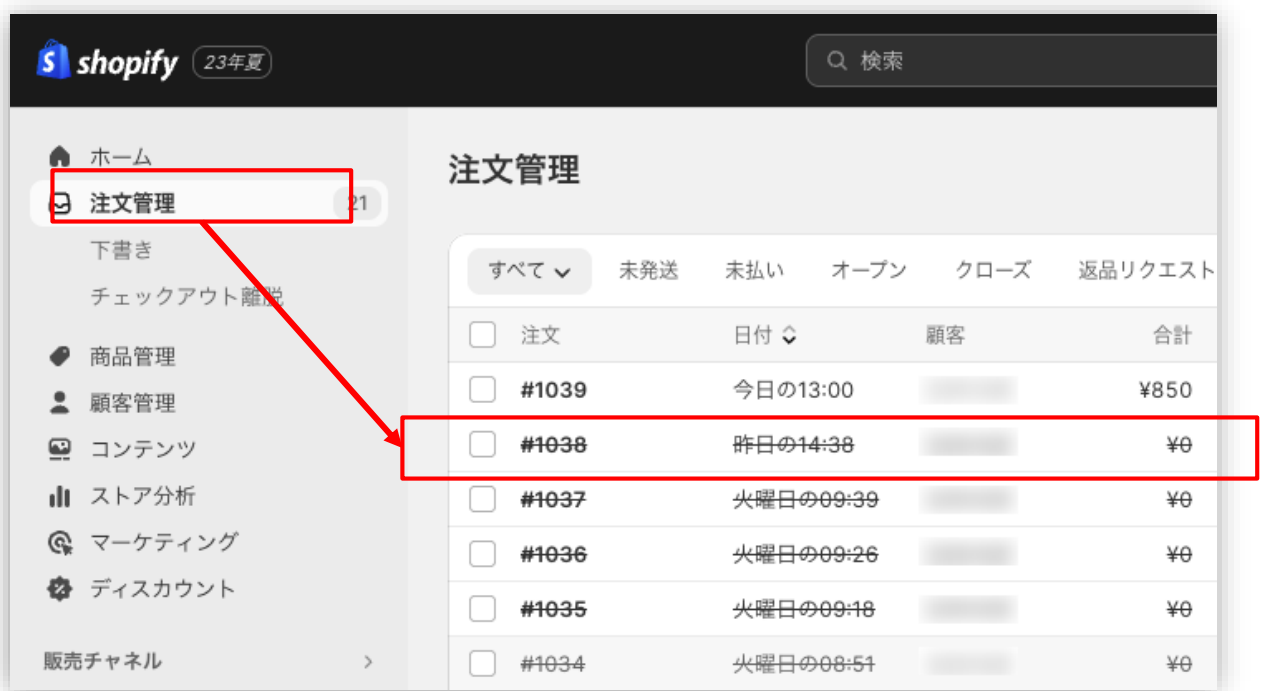 shopify 23年夏
検索
ホーム
注文管理 21
下書き
チェックアウト離脱
商品管理
顧客管理
コンテンツ
ストア分析
マーケティング
ディスカウント
販売チャネル
注文管理
すべて 未発送 未払い オープン クローズ 返品リクエスト
注文 日付 顧客 合計
#1039 今日の13:00 ¥850
#1038 昨日の14:38 ¥0
#1037 火曜日の09:39 ¥0
#1036 火曜日の09:26 ¥0
#1035 火曜日の09:18 ¥0
#1034 火曜日の08:51 ¥0